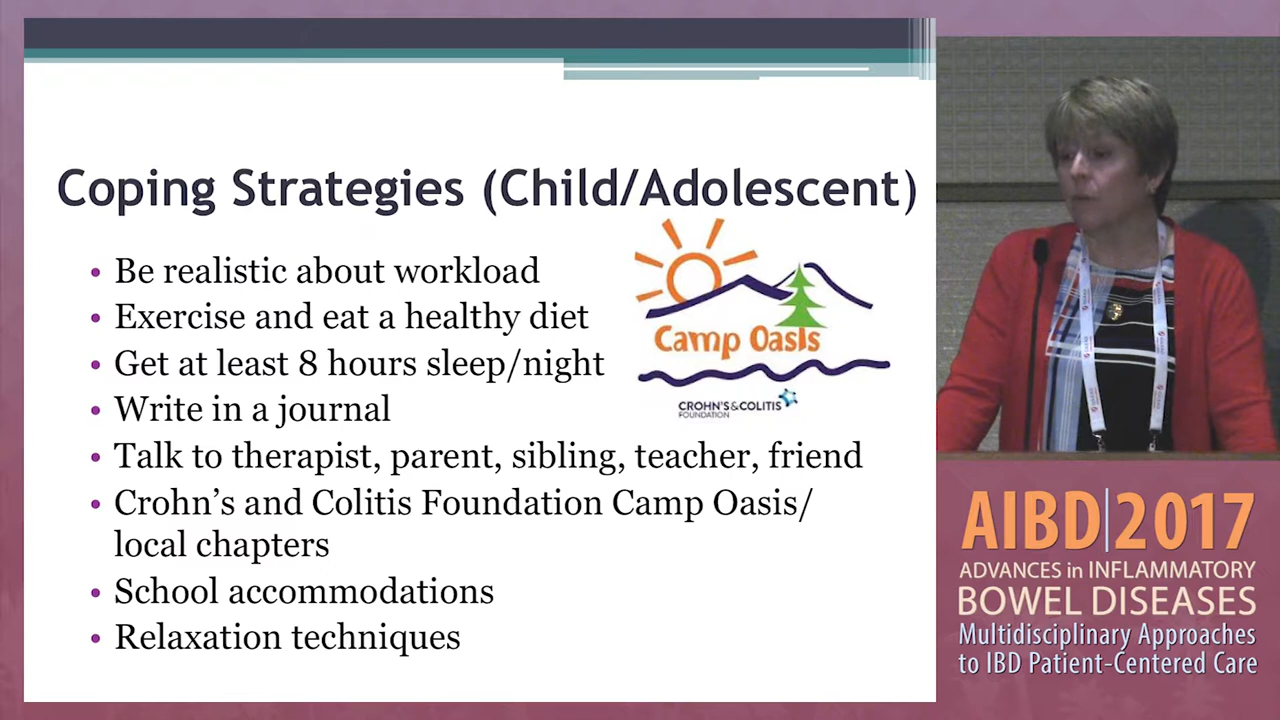 Coping Strategies (Child/Adolescent)
• Be realistic about workload
• Exercise and eat a healthy diet
• Get at least 8 hours sleep/night
• Write in a journal
• Talk to therapist, parent, sibling, teacher, friend
• Crohn’s and Colitis Foundation Camp Oasis/
local chapters
• School accommodations
• Relaxation techniques
Camp Oasis
CROHN'S & COLITIS
FOUNDATION
AIBD|2017
ADVANCES in INFLAMMATORY
BOWEL DISEASES
Multidisciplinary Approaches
to IBD Patient-Centered Care